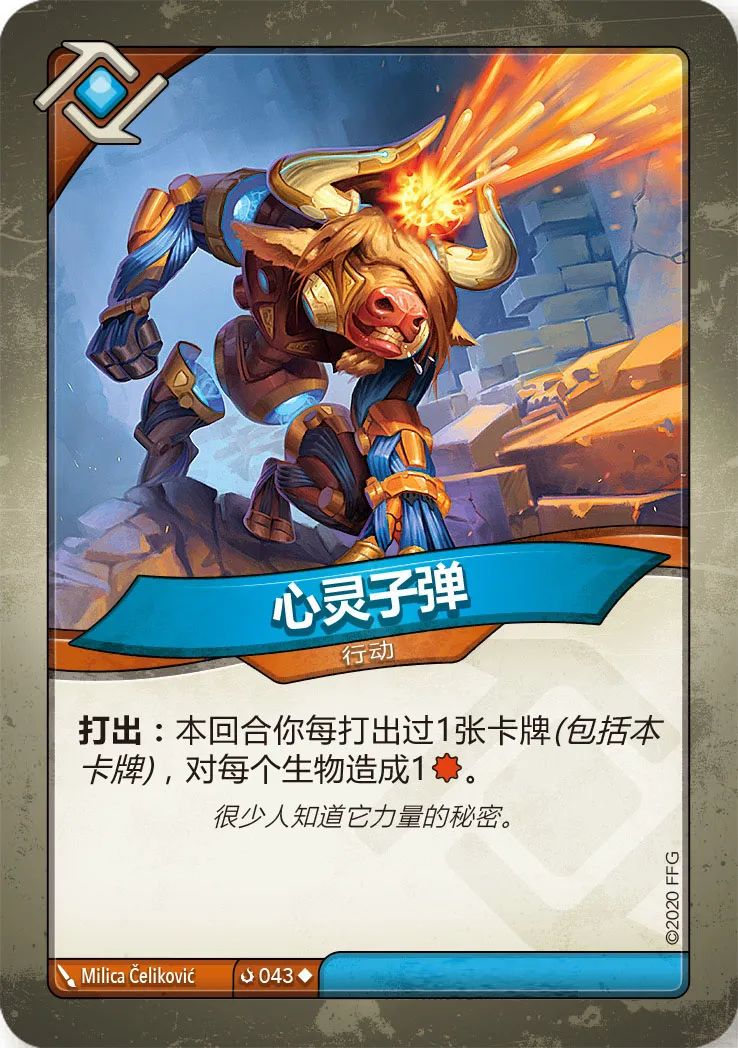 心灵子弹
行动
打出：本回合你每打出过1张卡牌(包括本
卡牌)，对每个生物造成1。
很少人知道它力量的秘密。
©2020 FFG
Milica Čeliković
043